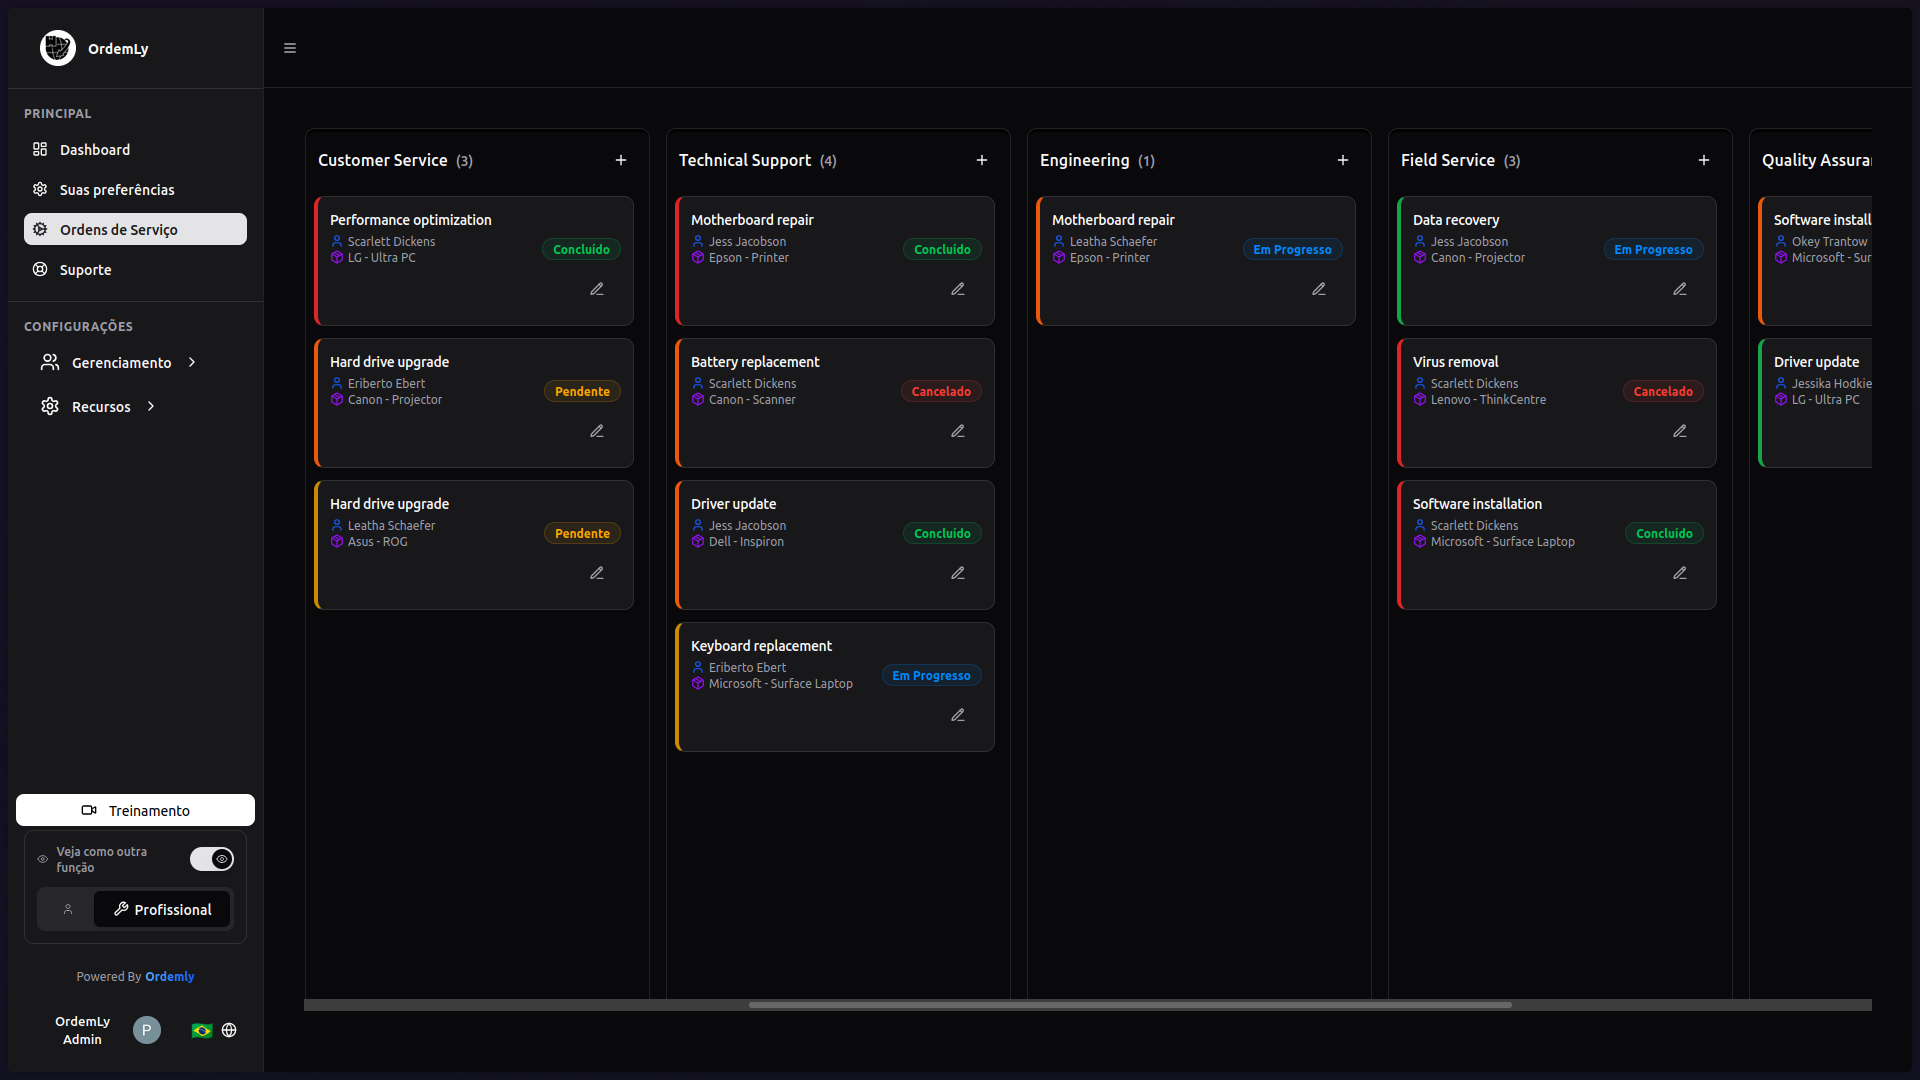 OrdemLy
PRINCIPAL
Dashboard
Suas preferências
Ordens de Serviço
Suporte
CONFIGURAÇÕES
Gerenciamento
Recursos
Treinamento
Veja como outra
função
Profissional
Powered By Ordemly
OrdemLy
Admin
P
Customer Service (3)
Performance optimization
Scarlett Dickens
LG - Ultra PC
Concluído
Hard drive upgrade
Eriberto Ebert
Canon - Projector
Pendente
Hard drive upgrade
Leatha Schaefer
Asus - ROG
Pendente
Technical Support (4)
Motherboard repair
Jess Jacobson
Epson - Printer
Concluído
Battery replacement
Scarlett Dickens
Canon - Scanner
Cancelado
Driver update
Jess Jacobson
Dell - Inspiron
Concluído
Keyboard replacement
Eriberto Ebert
Microsoft - Surface Laptop
Em Progresso
Engineering (1)
Motherboard repair
Leatha Schaefer
Epson - Printer
Em Progresso
Field Service (3)
Data recovery
Jess Jacobson
Canon - Projector
Em Progresso
Virus removal
Scarlett Dickens
Lenovo - ThinkCentre
Cancelado
Software installation
Scarlett Dickens
Microsoft - Surface Laptop
Concluído
Quality Assura
Software install
Okey Trantow
Microsoft - Sur
Driver update
Jessika Hodkie
LG - Ultra PC